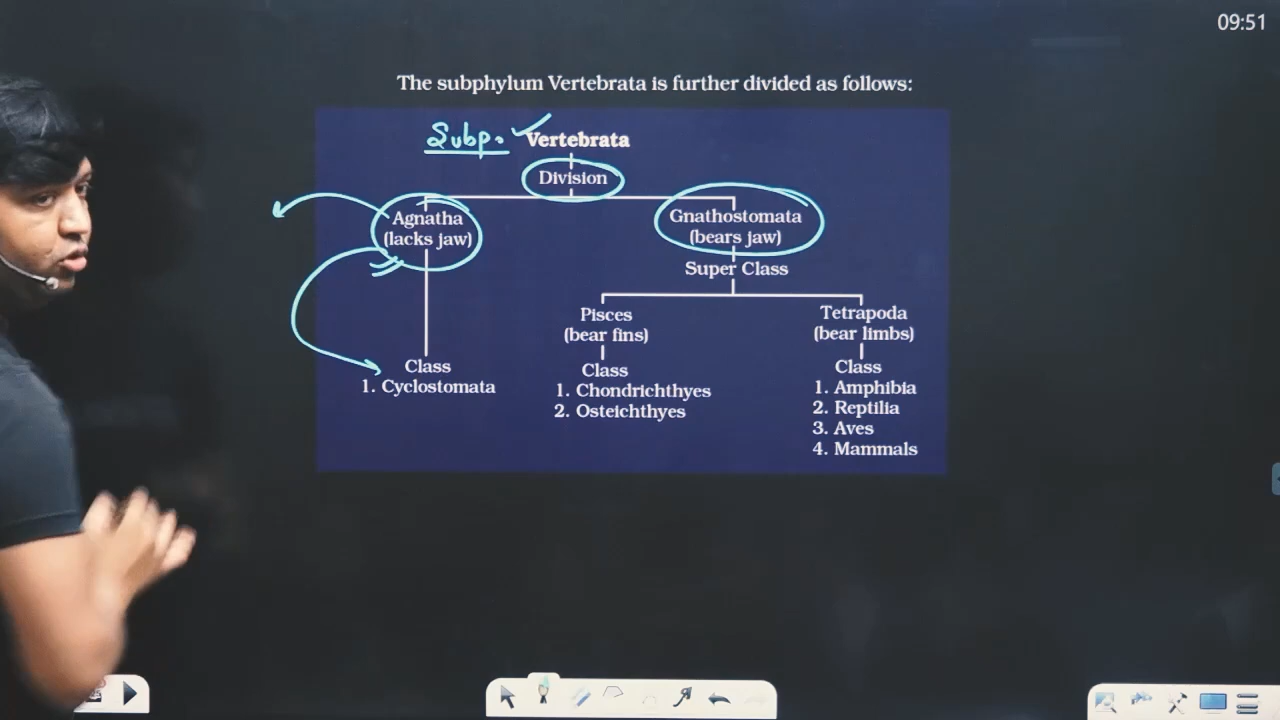 09:51
The subphylum Vertebrata is further divided as follows:
Subp. Vertebrata
Division
Agnatha
(lacks jaw)
Gnathostomata
(bears jaw)
Super Class
Pisces
(bear fins)
Tetrapoda
(bear limbs)
Class
1. Cyclostomata
Class
1. Chondrichthyes
2. Osteichthyes
Class
1. Amphibia
2. Reptilia
3. Aves
4. Mammals